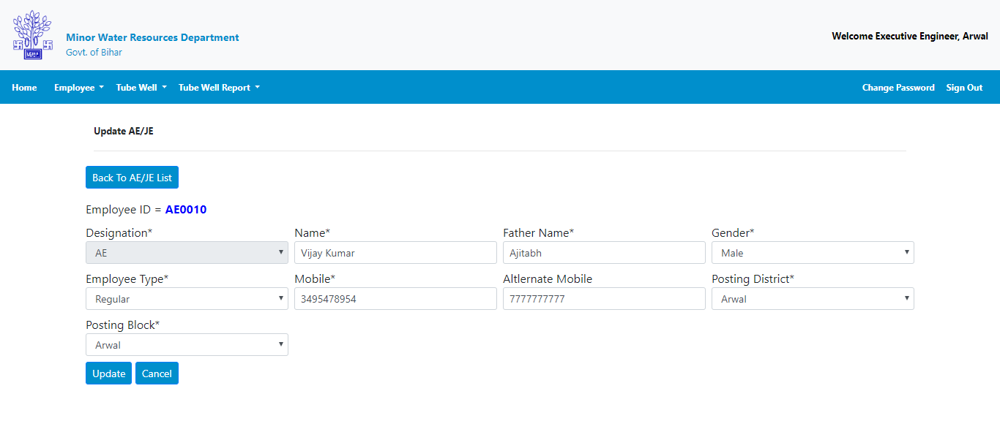 Minor Water Resources Department
Govt. of Bihar
Welcome Executive Engineer, Arwal
Home Employee Tube Well Tube Well Report Change Password Sign Out
Update AE/JE
Back To AE/JE List
Employee ID = AE0010
Designation* Name* Father Name* Gender*
AE Vijay Kumar Ajitabh Male
Employee Type* Mobile* Altlernate Mobile Posting District*
Regular 3495478954 7777777777 Arwal
Posting Block*
Arwal
Update Cancel